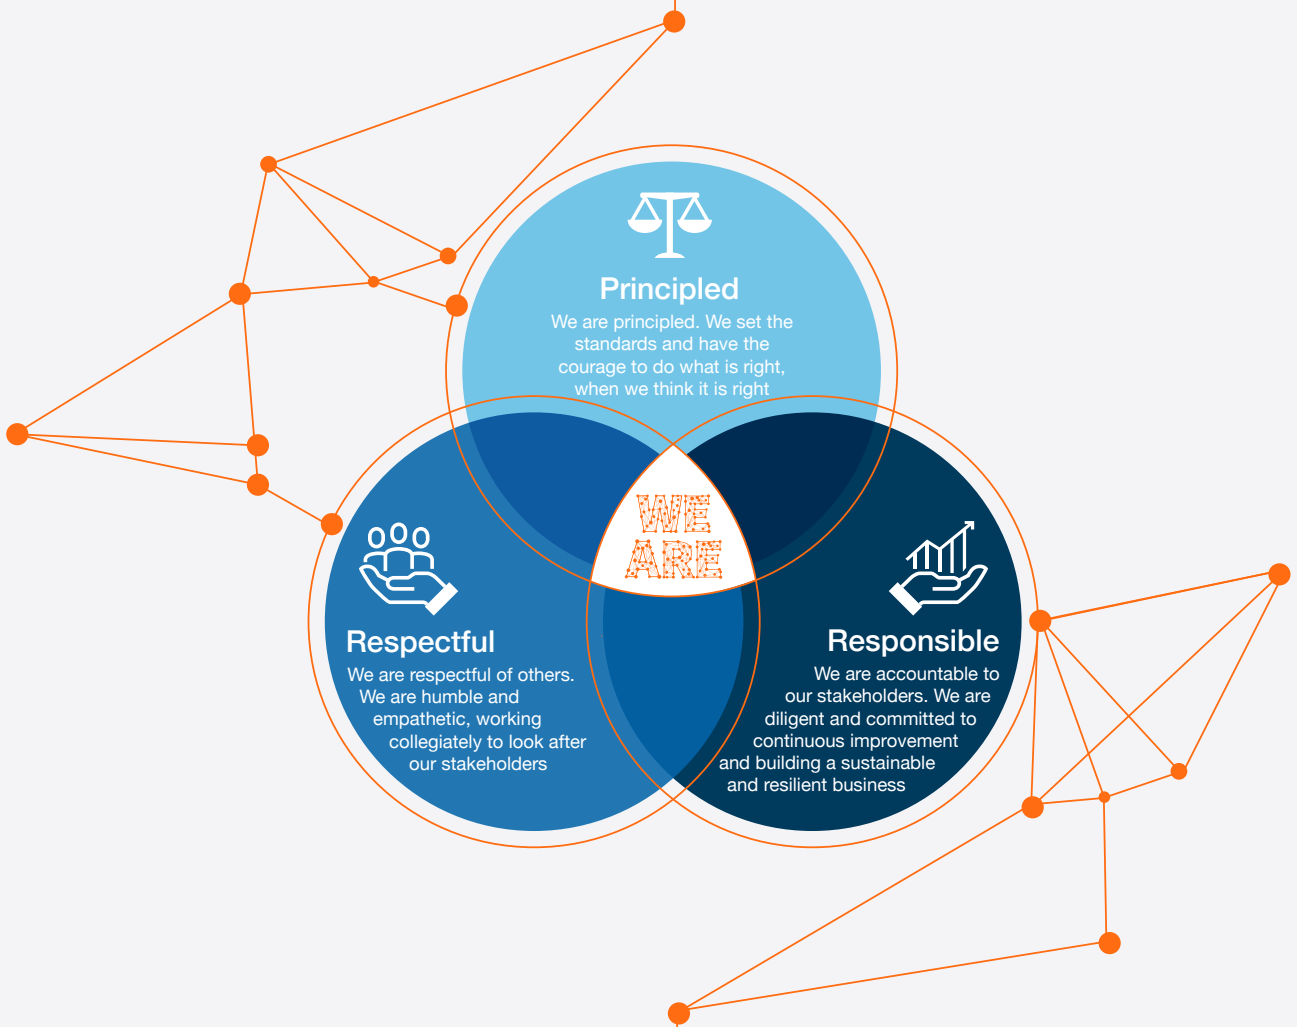 Principled
We are principled. We set the
standards and have the
courage to do what is right,
when we think it is right
WE
ARE
Respectful
We are respectful of others.
We are humble and
empathetic, working
collegiately to look after
our stakeholders
Responsible
We are accountable to
our stakeholders. We are
diligent and committed to
continuous improvement
and building a sustainable
and resilient business